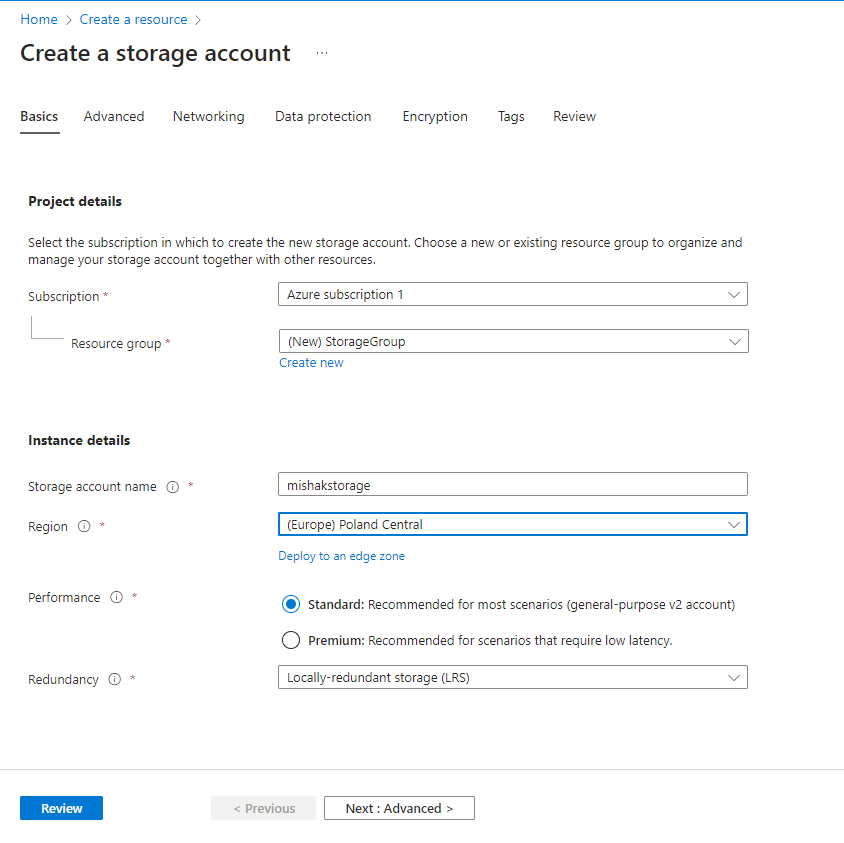 Home > Create a resource >
Create a storage account ...
Basics Advanced Networking Data protection Encryption Tags Review
Project details
Select the subscription in which to create the new storage account. Choose a new or existing resource group to organize and
manage your storage account together with other resources.
Subscription * Azure subscription 1
Resource group * (New) StorageGroup
Create new
Instance details
Storage account name * mishakstorage
Region * (Europe) Poland Central
Deploy to an edge zone
Performance * Standard: Recommended for most scenarios (general-purpose v2 account)
Premium: Recommended for scenarios that require low latency.
Redundancy * Locally-redundant storage (LRS)
Review < Previous Next : Advanced >